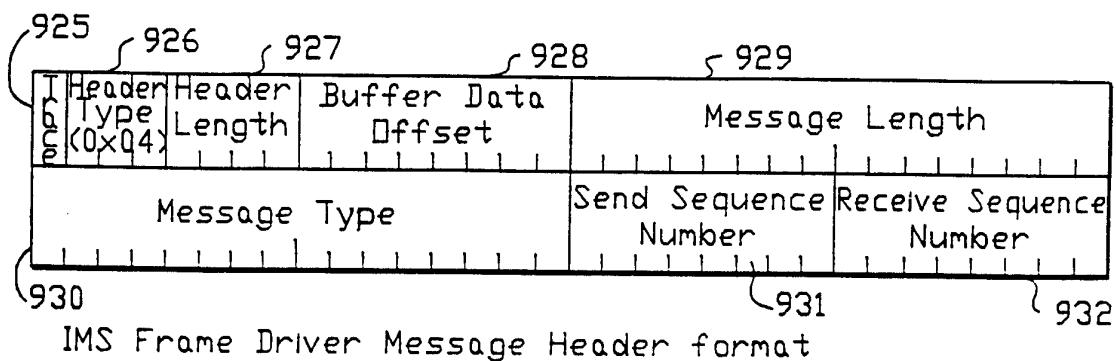 925
926
927
928
929
Trace
Header Type (0x04)
Header Length
Buffer Data Offset
Message Length
Message Type
Send Sequence Number
Receive Sequence Number
930
931
932
IMS Frame Driver Message Header format